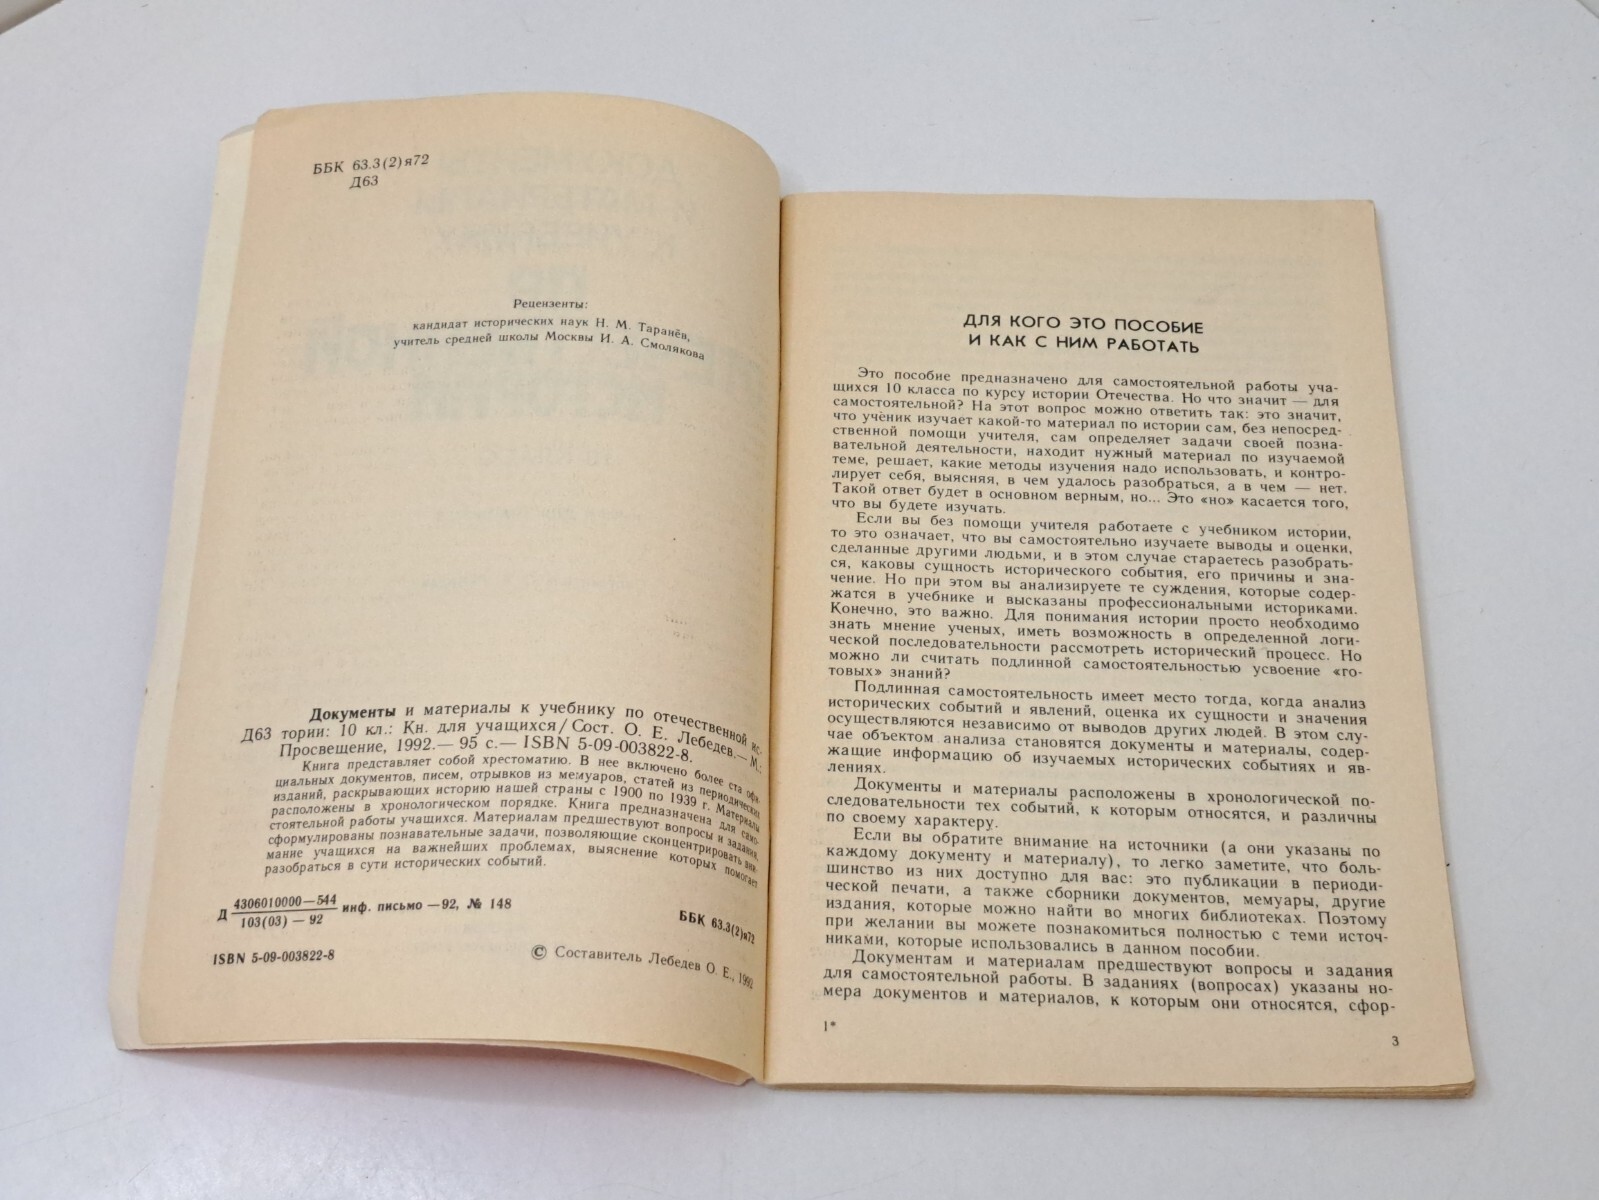 ББК 63.3(2)я72
Д63
Рецензенты:
кандидат исторических наук Н. М. Таранёв,
учитель средней школы Москвы И. А. Смолякова
Документы и материалы к учебнику по отечественной ис-
Д63 тории: 10 кл.: Кн. для учащихся/Сост. О. Е. Лебедев.— М.:
Просвещение, 1992.— 95 с.— ISBN 5-09-003822-8.
Книга представляет собой хрестоматию. В нее включено более ста офи-
циальных документов, писем, отрывков из мемуаров, статей из периодических
изданий, раскрывающих историю нашей страны с 1900 по 1939 г. Материалы
расположены в хронологическом порядке. Книга предназначена для само-
стоятельной работы учащихся. Материалам предшествуют вопросы и задания,
сформулированы познавательные задачи, позволяющие сконцентрировать вни-
мание учащихся на важнейших проблемах, выяснение которых помогает
разобраться в сути исторических событий.
Д 4306010000—544
103(03) — 92 инф. письмо —92, № 148
ББК 63.3(2)я72
ISBN 5-09-003822-8
© Составитель Лебедев О. Е., 1992
ДЛЯ КОГО ЭТО ПОСОБИЕ
И КАК С НИМ РАБОТАТЬ
Это пособие предназначено для самостоятельной работы уча-
щихся 10 класса по курсу истории Отечества. Но что значит — для
самостоятельной? На этот вопрос можно ответить так: это значит,
что ученик изучает какой-то материал по истории сам, без непосред-
ственной помощи учителя, сам определяет задачи своей позна-
вательной деятельности, находит нужный материал по изучаемой
теме, решает, какие методы изучения надо использовать, и контро-
лирует себя, выясняя, в чем удалось разобраться, а в чем — нет.
Такой ответ будет в основном верным, но... Это «но» касается того,
что вы будете изучать.
Если вы без помощи учителя работаете с учебником истории,
то это означает, что вы самостоятельно изучаете выводы и оценки,
сделанные другими людьми, и в этом случае стараетесь разобрать-
ся, каковы сущность исторического события, его причины и зна-
чение. Но при этом вы анализируете те суждения, которые содер-
жатся в учебнике и высказаны профессиональными историками.
Конечно, это важно. Для понимания истории просто необходимо
знать мнение ученых, иметь возможность в определенной логи-
ческой последовательности рассмотреть исторический процесс. Но
можно ли считать подлинной самостоятельностью усвоение «го-
товых» знаний?
Подлинная самостоятельность имеет место тогда, когда анализ
исторических событий и явлений, оценка их сущности и значения
осуществляются независимо от выводов других людей. В этом слу-
чае объектом анализа становятся документы и материалы, содер-
жащие информацию об изучаемых исторических событиях и яв-
лениях.
Документы и материалы расположены в хронологической по-
следовательности тех событий, к которым относятся, и различны
по своему характеру.
Если вы обратите внимание на источники (а они указаны по
каждому документу и материалу), то легко заметите, что боль-
шинство из них доступно для вас: это публикации в периоди-
ческой печати, а также сборники документов, мемуары, другие
издания, которые можно найти во многих библиотеках. Поэтому
при желании вы можете познакомиться полностью с теми источ-
никами, которые использовались в данном пособии.
Документам и материалам предшествуют вопросы и задания
для самостоятельной работы. В заданиях (вопросах) указаны но-
мера документов и материалов, к которым они относятся, сфор-
1*
3